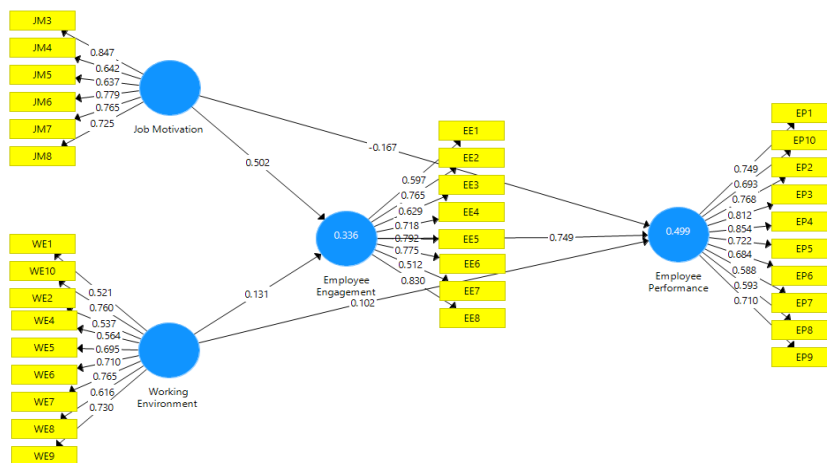 JM3
JM4
JM5
JM6
JM7
JM8
0.847
0.642
0.637
0.779
0.765
0.725
Job Motivation
0.502
-0.167
WE1
WE10
WE2
WE4
WE5
WE6
WE7
WE8
WE9
0.521
0.760
0.537
0.564
0.695
0.710
0.765
0.616
0.730
Working
Environment
0.131
0.102
0.336
Employee
Engagement
0.597
0.765
0.629
0.718
0.792
0.775
0.512
0.830
EE1
EE2
EE3
EE4
EE5
EE6
EE7
EE8
0.749
0.499
Employee
Performance
0.749
0.693
0.768
0.812
0.854
0.722
0.684
0.588
0.593
0.710
EP1
EP10
EP2
EP3
EP4
EP5
EP6
EP7
EP8
EP9